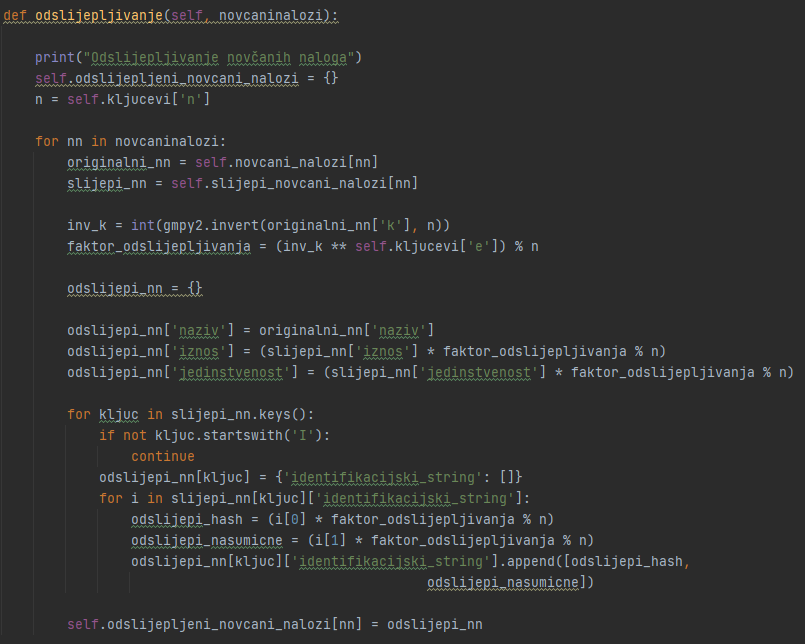 def odslijepljivanje(self, novcaninalozi):
    print("Odslijepljivanje novčanih naloga")
    self.odslijepljeni_novcani_nalozi = {}
    n = self.kljucevi['n']
    for nn in novcaninalozi:
        originalni_nn = self.novcani_nalozi[nn]
        slijepi_nn = self.slijepi_novcani_nalozi[nn]
        inv_k = int(gmpy2.invert(originalni_nn['k'], n))
        faktor_odslijepljivanja = (inv_k ** self.kljucevi['e']) % n
        odslijepi_nn = {}
        odslijepi_nn['naziv'] = originalni_nn['naziv']
        odslijepi_nn['iznos'] = (slijepi_nn['iznos'] * faktor_odslijepljivanja % n)
        odslijepi_nn['jedinstvenost'] = (slijepi_nn['jedinstvenost'] * faktor_odslijepljivanja % n)
        for kljuc in slijepi_nn.keys():
            if not kljuc.startswith('I'):
                continue
            odslijepi_nn[kljuc] = {'identifikacijski_string': []}
            for i in slijepi_nn[kljuc]['identifikacijski_string']:
                odslijepi_hash = (i[0] * faktor_odslijepljivanja % n)
                odslijepi_nasumicne = (i[1] * faktor_odslijepljivanja % n)
                odslijepi_nn[kljuc]['identifikacijski_string'].append([odslijepi_hash,
                                                     odslijepi_nasumicne])
        self.odslijepljeni_novcani_nalozi[nn] = odslijepi_nn